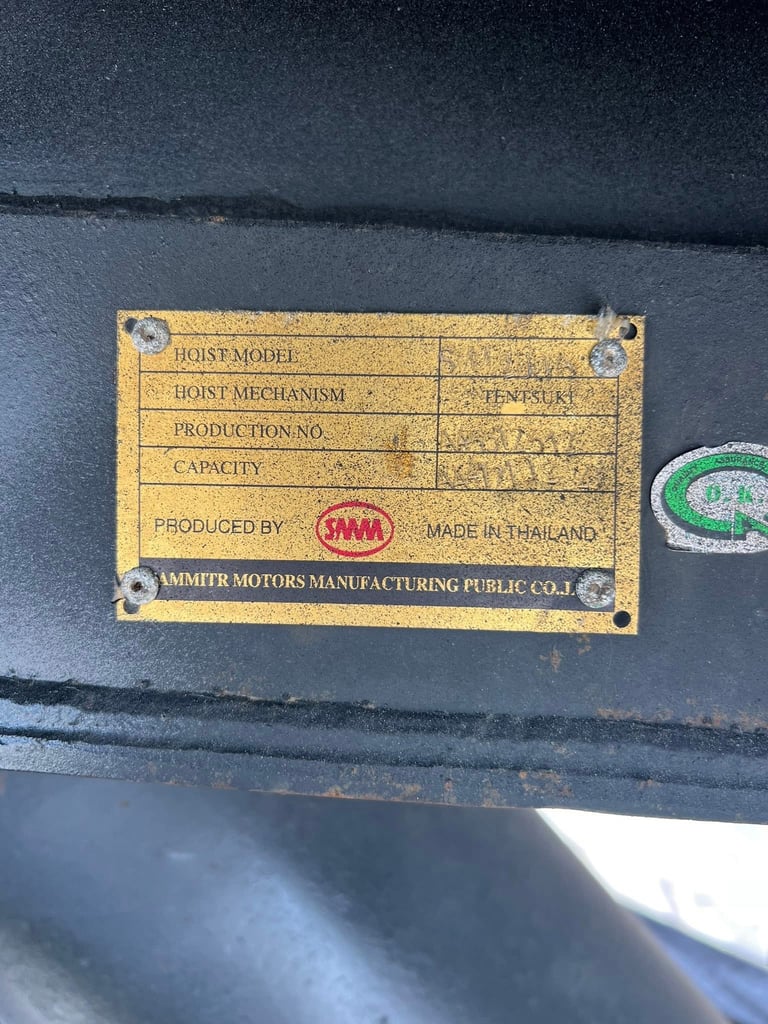 HOIST MODEL
HOIST MECHANISM TENTSUKI
PRODUCTION NO.
CAPACITY
PRODUCED BY SMM MADE IN THAILAND
AMMITR MOTORS MANUFACTURING PUBLIC CO.,L